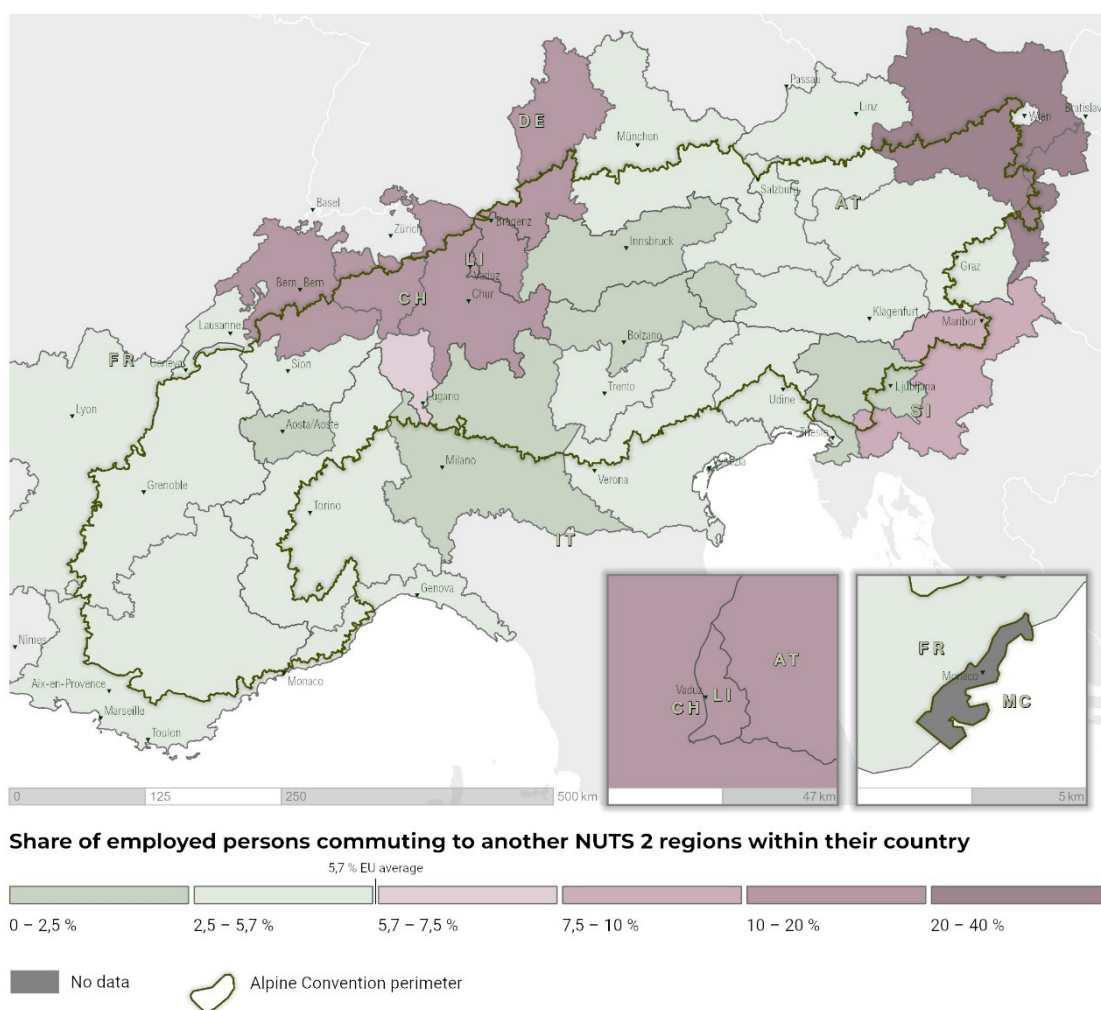 Passau
Linz
Wien
Bratislav
DE
München
Salzburg
AT
Basel
Zürich
Bregenz
Innsbruck
LI
Vaduz
Graz
Bern Bern
CH
Chur
Klagenfurt
Maribor
Lausanne
Bolzano
FR
Geneva
Sion
Ljubljana
Lugano
Trento
Udine
SI
Lyon
Aosta/Aoste
Trieste
Milano
Verona
Grenoble
Torino
IT
Genova
Nîmes
Monaco
Aix-en-Provence
Marseille
Toulon
AT
Vaduz
LI
CH
FR
Monaco
MC
0 125 250 500 km
47 km
5 km
Share of employed persons commuting to another NUTS 2 regions within their country
5,7 % EU average
0 – 2,5 % 2,5 – 5,7 % 5,7 – 7,5 % 7,5 – 10 % 10 – 20 % 20 – 40 %
No data Alpine Convention perimeter